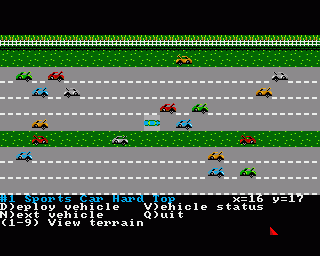 #1 Sports Car Hard Top x=16 y=17
D)eploy vehicle V)ehicle status
N)ext vehicle Q)uit
(1-9) View terrain